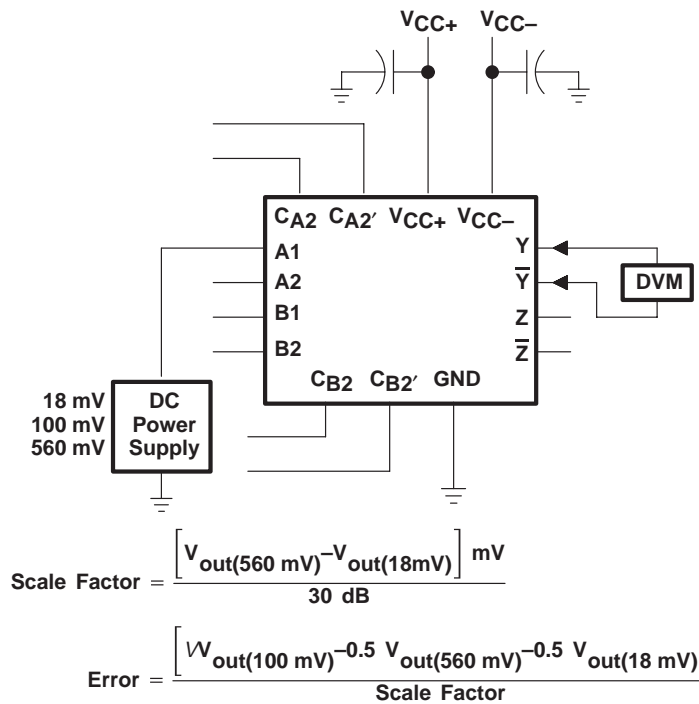 VCC+ VCC–
CA2 CA2′ VCC+ VCC–
A1 Y
A2 Y̅
B1 Z
B2 Z̅
CB2 CB2′ GND
DVM
18 mV
100 mV
560 mV
DC
Power
Supply
Scale Factor = [Vout(560 mV)–Vout(18mV)] mV / 30 dB
Error = [VVout(100 mV)–0.5 Vout(560 mV)–0.5 Vout(18 mV) / Scale Factor